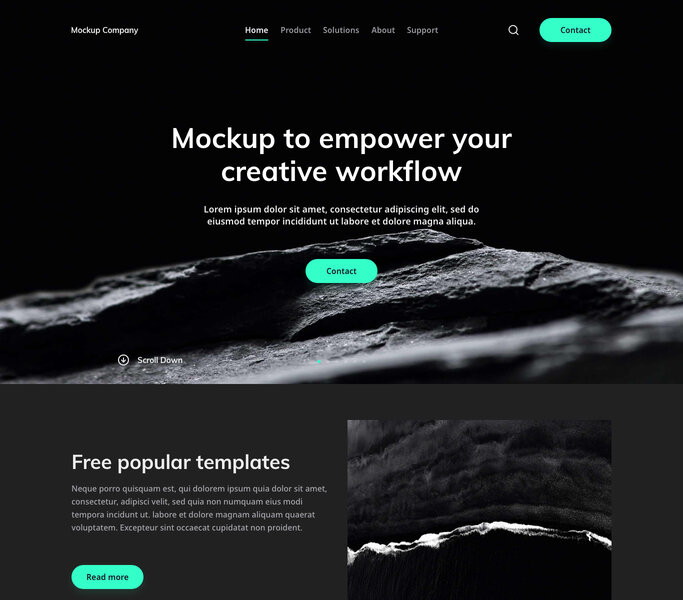 Mockup Company
Home Product Solutions About Support
Contact
Mockup to empower your
creative workflow
Lorem ipsum dolor sit amet, consectetur adipiscing elit, sed do
eiusmod tempor incididunt ut labore et dolore magna aliqua.
Contact
Scroll Down
Free popular templates
Neque porro quisquam est, qui dolorem ipsum quia dolor sit amet,
consectetur, adipisci velit, sed quia non numquam eius modi
tempora incidunt ut. labore et dolore magnam aliquam quaerat
voluptatem. Excepteur sint occaecat cupidatat non proident.
Read more